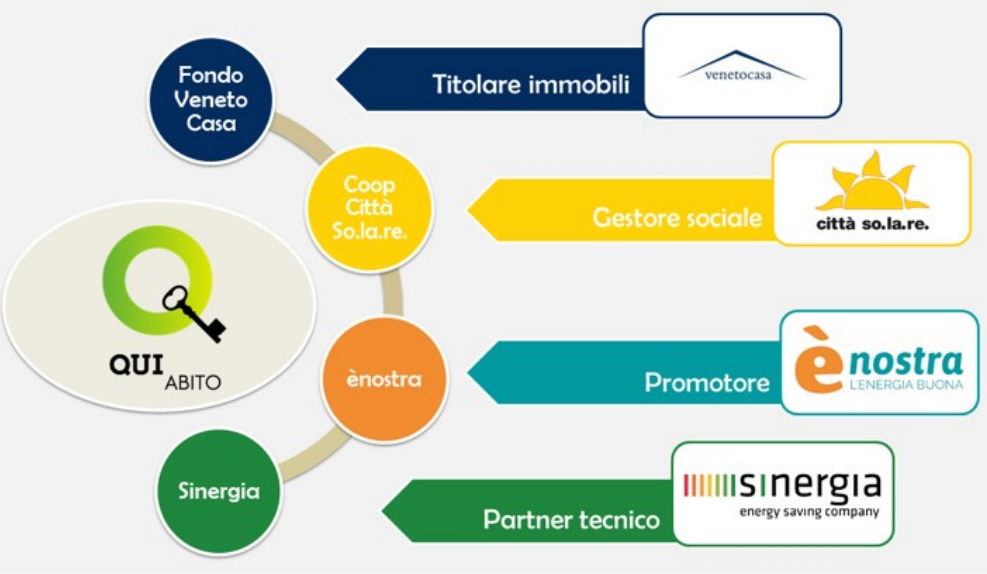 Fondo
Veneto
Casa
Titolare immobili
venetocasa
Coop
Città
So.la.re.
Gestore sociale
città so.la.re.
QUI
ABITO
ènostra
Promotore
è nostra
L'ENERGIA BUONA
Sinergia
Partner tecnico
sinergia
energy saving company